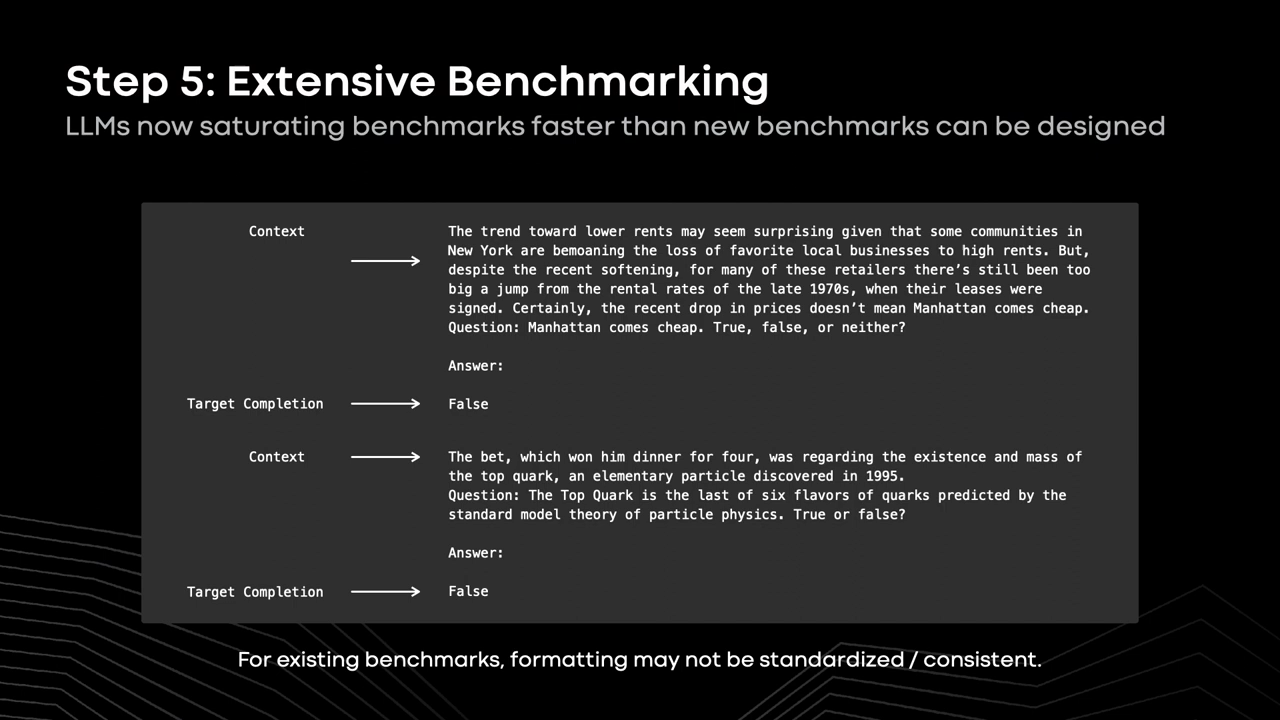 Step 5: Extensive Benchmarking
LLMs now saturating benchmarks faster than new benchmarks can be designed
Context
The trend toward lower rents may seem surprising given that some communities in
New York are bemoaning the loss of favorite local businesses to high rents. But,
despite the recent softening, for many of these retailers there’s still been too
big a jump from the rental rates of the late 1970s, when their leases were
signed. Certainly, the recent drop in prices doesn’t mean Manhattan comes cheap.
Question: Manhattan comes cheap. True, false, or neither?
Answer:
Target Completion
False
Context
The bet, which won him dinner for four, was regarding the existence and mass of
the top quark, an elementary particle discovered in 1995.
Question: The Top Quark is the last of six flavors of quarks predicted by the
standard model theory of particle physics. True or false?
Answer:
Target Completion
False
For existing benchmarks, formatting may not be standardized / consistent.